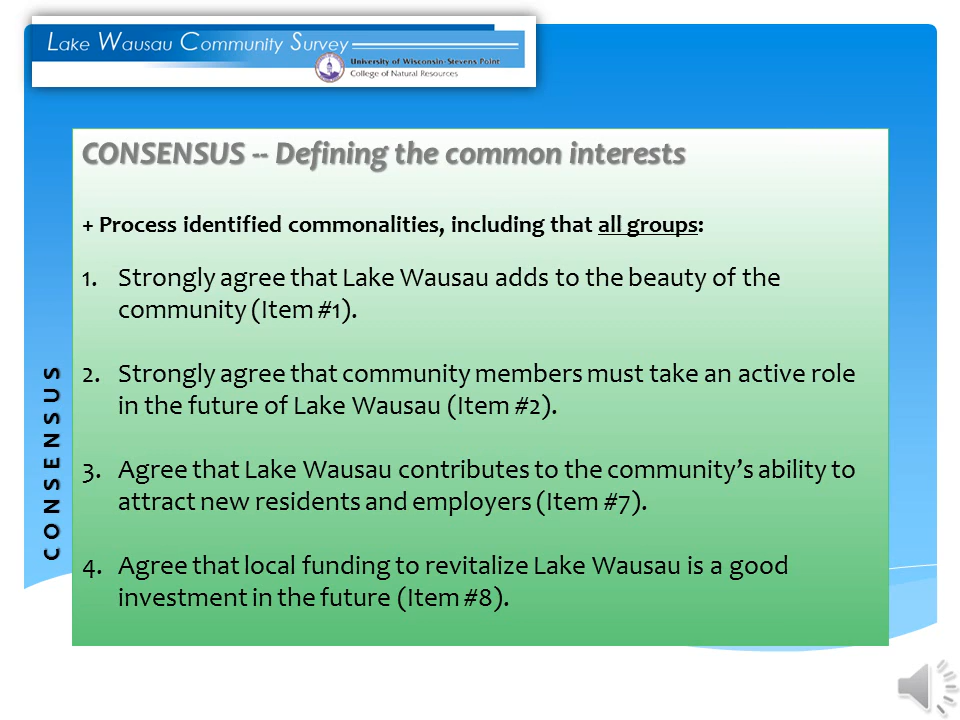 Lake Wausau Community Survey
University of Wisconsin-Stevens Point
College of Natural Resources
CONSENSUS -- Defining the common interests
+ Process identified commonalities, including that all groups:
1. Strongly agree that Lake Wausau adds to the beauty of the
community (Item #1).
2. Strongly agree that community members must take an active role
in the future of Lake Wausau (Item #2).
3. Agree that Lake Wausau contributes to the community’s ability to
attract new residents and employers (Item #7).
4. Agree that local funding to revitalize Lake Wausau is a good
investment in the future (Item #8).
CONSENSUS